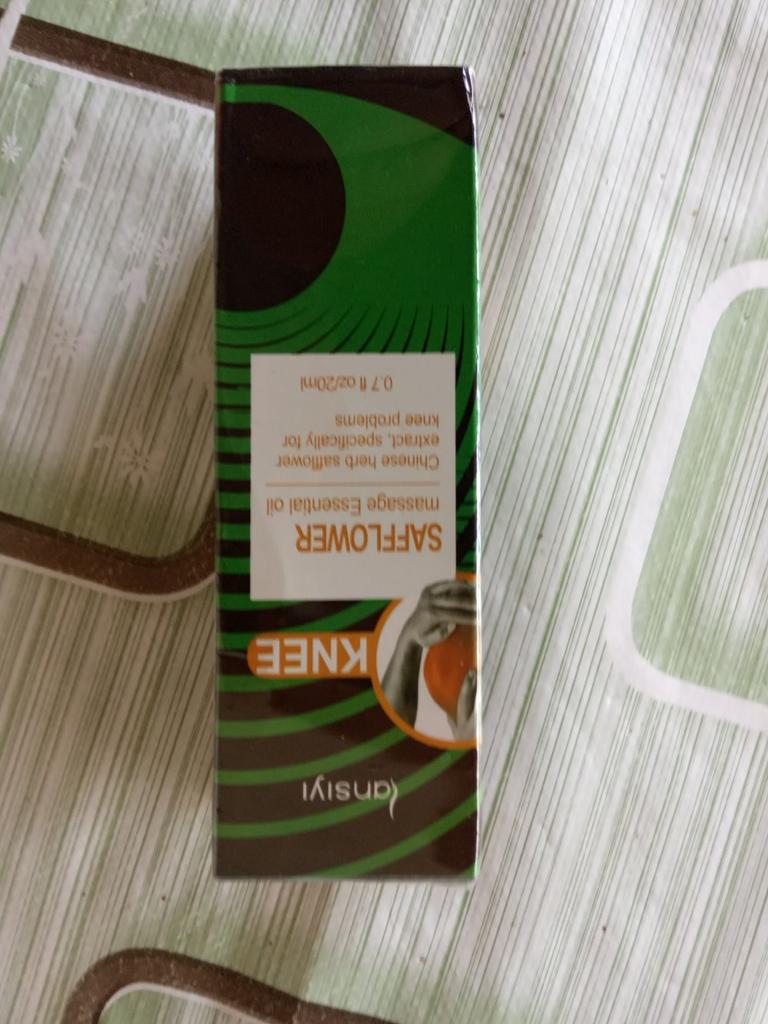 lansiyi
KNEE
SAFFLOWER
massage Essential oil
Chinese herb safflower
extract, specifically for
knee problems
0.7 fl oz/20ml